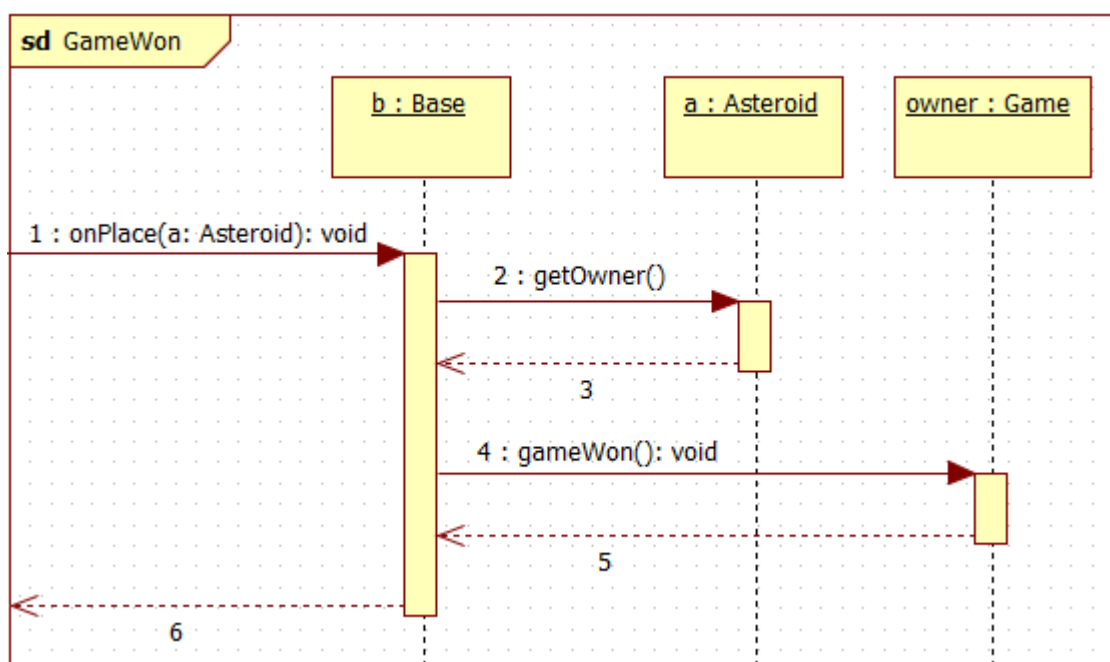 sd GameWon
b : Base
a : Asteroid
owner : Game
1 : onPlace(a: Asteroid): void
2 : getOwner()
3
4 : gameWon(): void
5
6